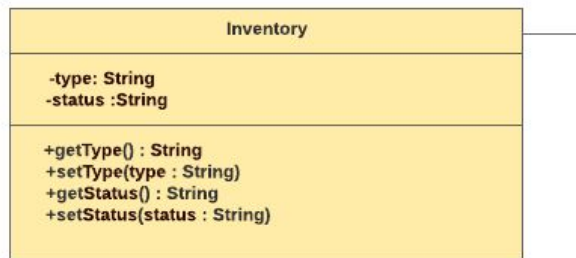 Inventory
-type: String
-status :String
+getType() : String
+setType(type : String)
+getStatus() : String
+setStatus(status : String)